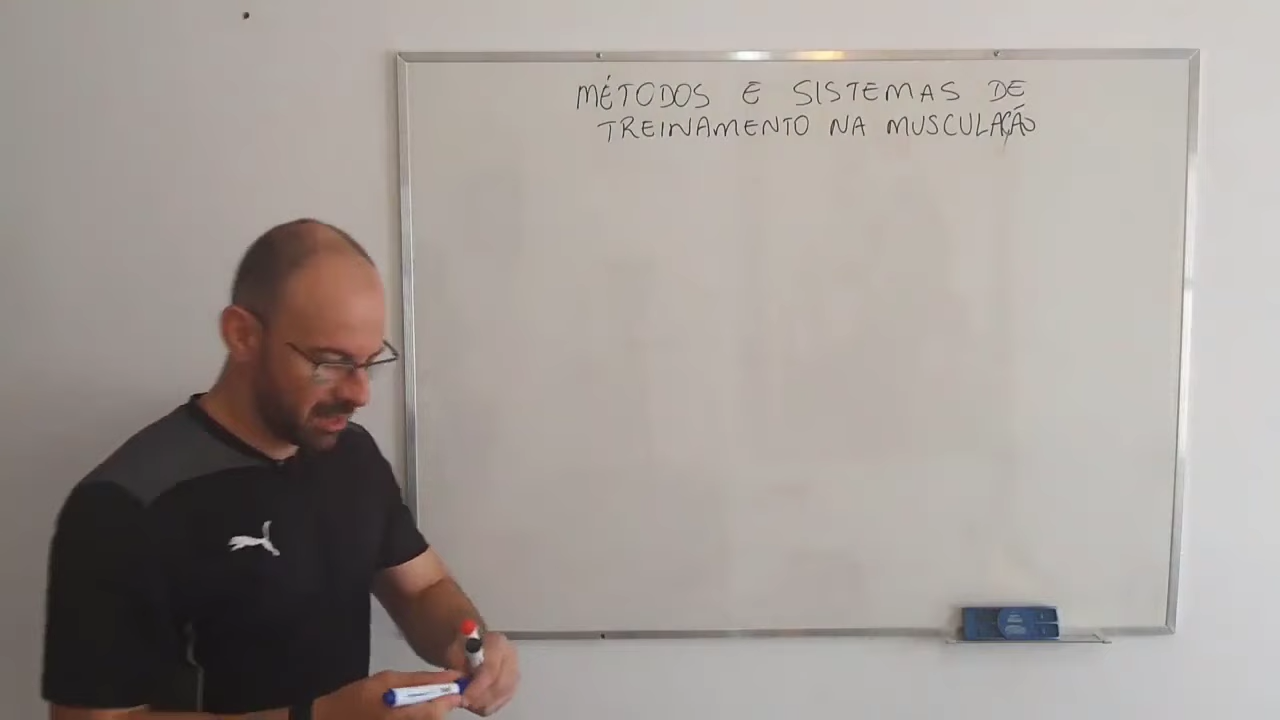 MÉTODOS E SISTEMAS DE
TREINAMENTO NA MUSCULAÇÃO